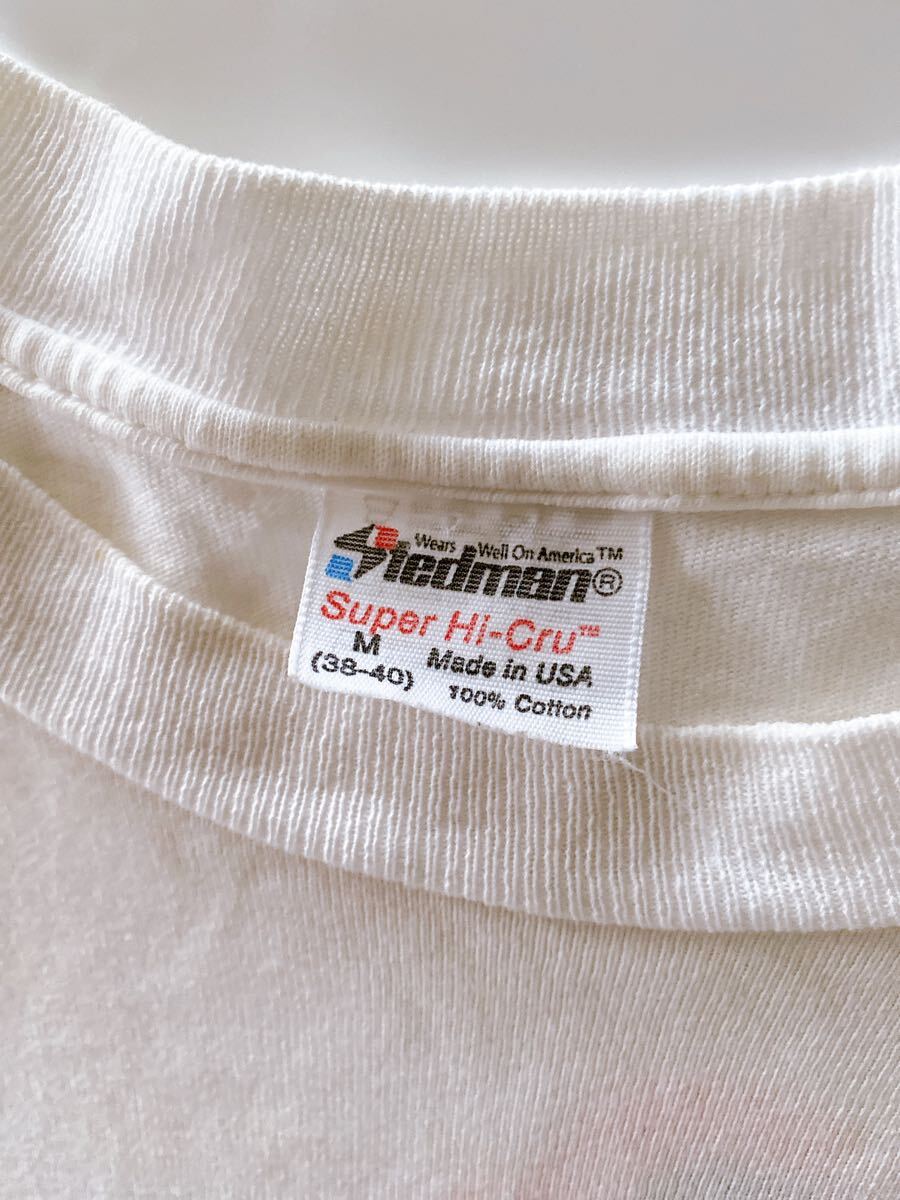 Wears Well On America™
Stedman®
Super Hi-Cru™
M
(38-40)
Made in USA
100% Cotton